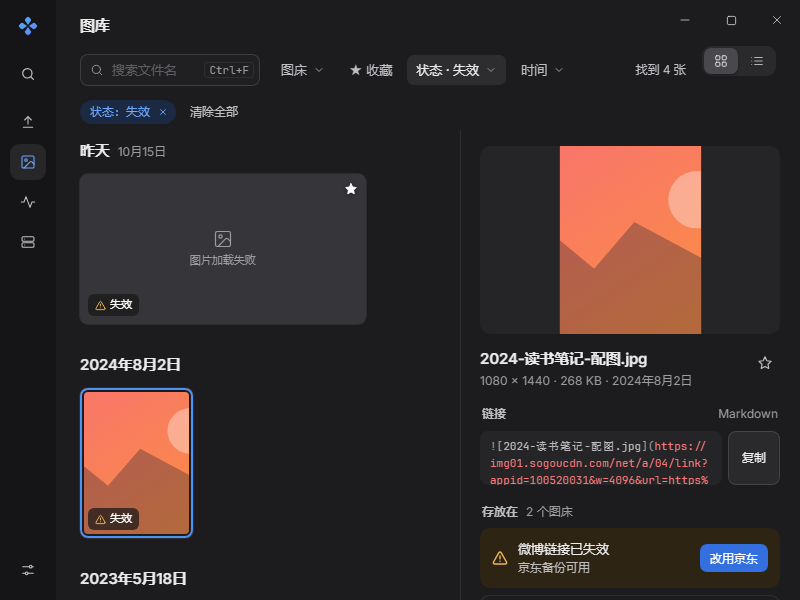 图库
搜索文件名 Ctrl+F 图床 ★ 收藏 状态 · 失效 时间 找到 4 张
状态：失效 × 清除全部
昨天 10月15日
图片加载失败
失效
2024年8月2日
失效
2023年5月18日
2024-读书笔记-配图.jpg
1080 × 1440 · 268 KB · 2024年8月2日
链接 Markdown
![2024-读书笔记-配图.jpg](https://
img01.sogoucdn.com/net/a/04/link?
appid=100520031&w=4096&url=https%
复制
存放在 2 个图床
微博链接已失效
京东备份可用
改用京东